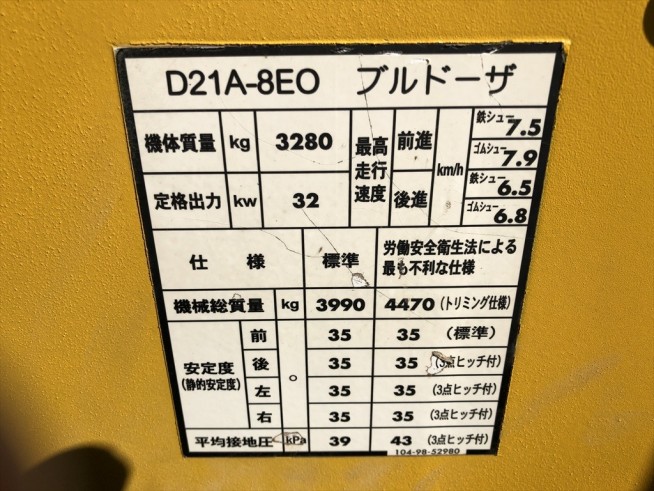 D21A-8EO ブルドーザ
機体質量 kg 3280 最高走行速度 前進 km/h 鉄シュー 7.5
ゴムシュー 7.9
定格出力 kw 32 後進 鉄シュー 6.5
ゴムシュー 6.8
仕様 標準 労働安全衛生法による
最も不利な仕様
機械総質量 kg 3990 4470 (トリミング仕様)
安定度 (静的安定度) 前 ° 35 35 (標準)
後 35 35 (3点ヒッチ付)
左 35 35 (3点ヒッチ付)
右 35 35 (3点ヒッチ付)
平均接地圧 kPa 39 43 (3点ヒッチ付)
104-98-52980